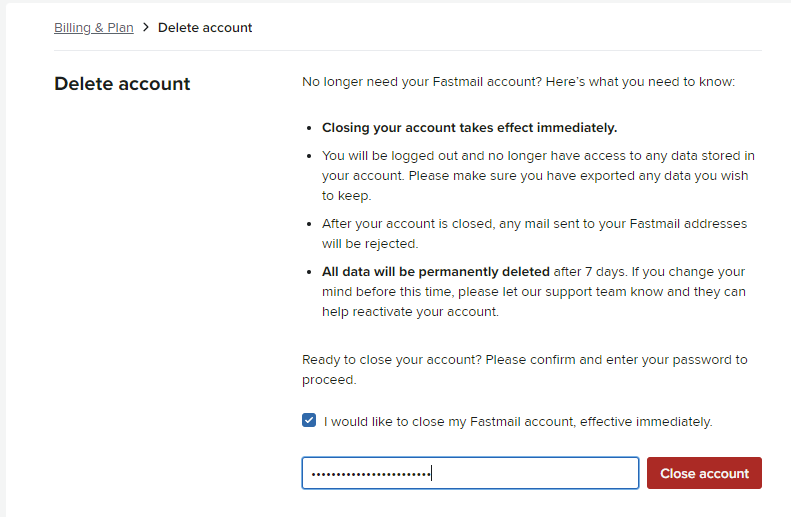 Billing & Plan > Delete account
Delete account
No longer need your Fastmail account? Here’s what you need to know:
• Closing your account takes effect immediately.
• You will be logged out and no longer have access to any data stored in
your account. Please make sure you have exported any data you wish
to keep.
• After your account is closed, any mail sent to your Fastmail addresses
will be rejected.
• All data will be permanently deleted after 7 days. If you change your
mind before this time, please let our support team know and they can
help reactivate your account.
Ready to close your account? Please confirm and enter your password to
proceed.
I would like to close my Fastmail account, effective immediately.
Close account